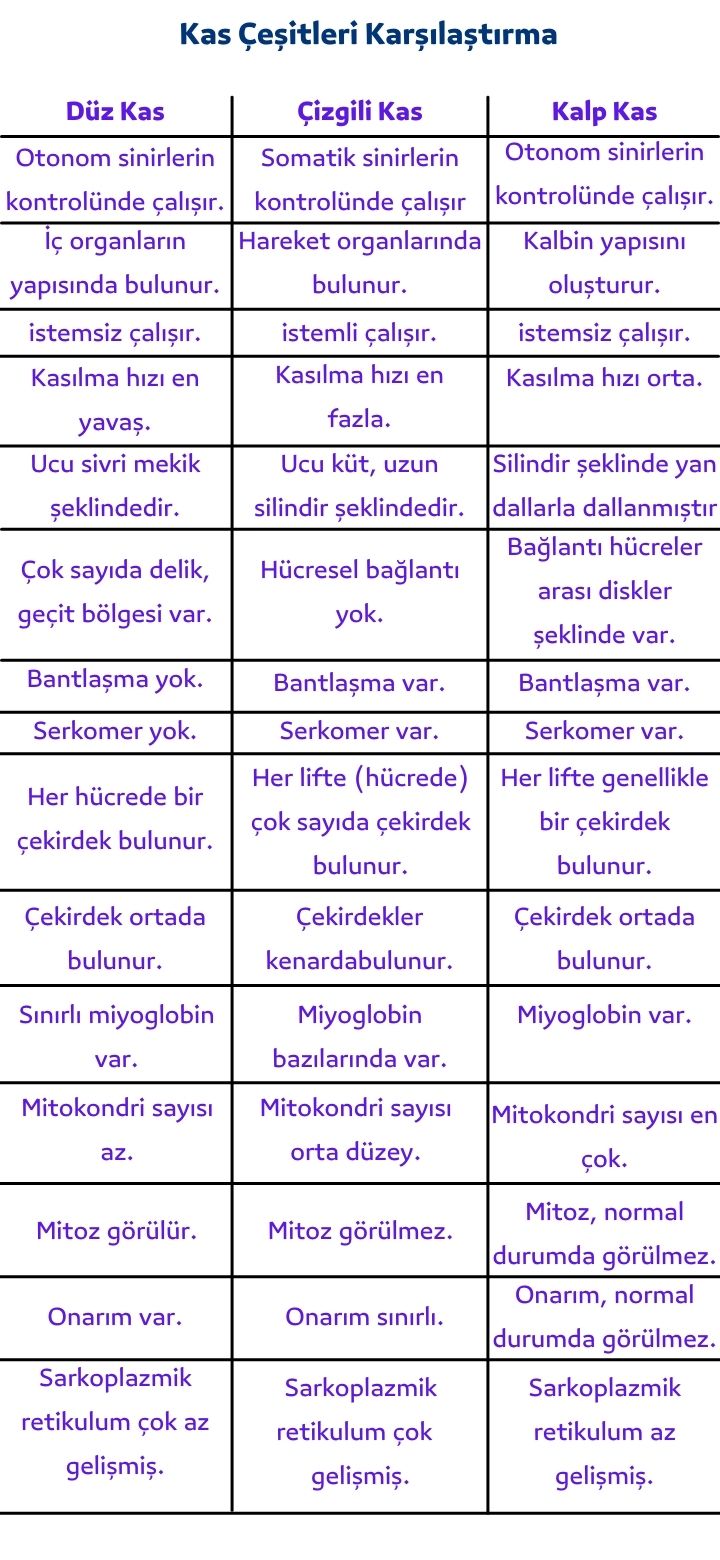 Kas Çeşitleri Karşılaştırma
Düz Kas
Çizgili Kas
Kalp Kas
Otonom sinirlerin
kontrolünde çalışır.
Somatik sinirlerin
kontrolünde çalışır
Otonom sinirlerin
kontrolünde çalışır.
İç organların
yapısında bulunur.
Hareket organlarında
bulunur.
Kalbin yapısını
oluşturur.
istemsiz çalışır.
istemli çalışır.
istemsiz çalışır.
Kasılma hızı en
yavaş.
Kasılma hızı en
fazla.
Kasılma hızı orta.
Ucu sivri mekik
şeklindedir.
Ucu küt, uzun
silindir şeklindedir.
Silindir şeklinde yan
dallarla dallanmıştır
Çok sayıda delik,
geçit bölgesi var.
Hücresel bağlantı
yok.
Bağlantı hücreler
arası diskler
şeklinde var.
Bantlaşma yok.
Bantlaşma var.
Bantlaşma var.
Serkomer yok.
Serkomer var.
Serkomer var.
Her hücrede bir
çekirdek bulunur.
Her lifte (hücrede)
çok sayıda çekirdek
bulunur.
Her lifte genellikle
bir çekirdek
bulunur.
Çekirdek ortada
bulunur.
Çekirdekler
kenardabulunur.
Çekirdek ortada
bulunur.
Sınırlı miyoglobin
var.
Miyoglobin
bazılarında var.
Miyoglobin var.
Mitokondri sayısı
az.
Mitokondri sayısı
orta düzey.
Mitokondri sayısı en
çok.
Mitoz görülür.
Mitoz görülmez.
Mitoz, normal
durumda görülmez.
Onarım var.
Onarım sınırlı.
Onarım, normal
durumda görülmez.
Sarkoplazmik
retikulum çok az
gelişmiş.
Sarkoplazmik
retikulum çok
gelişmiş.
Sarkoplazmik
retikulum az
gelişmiş.